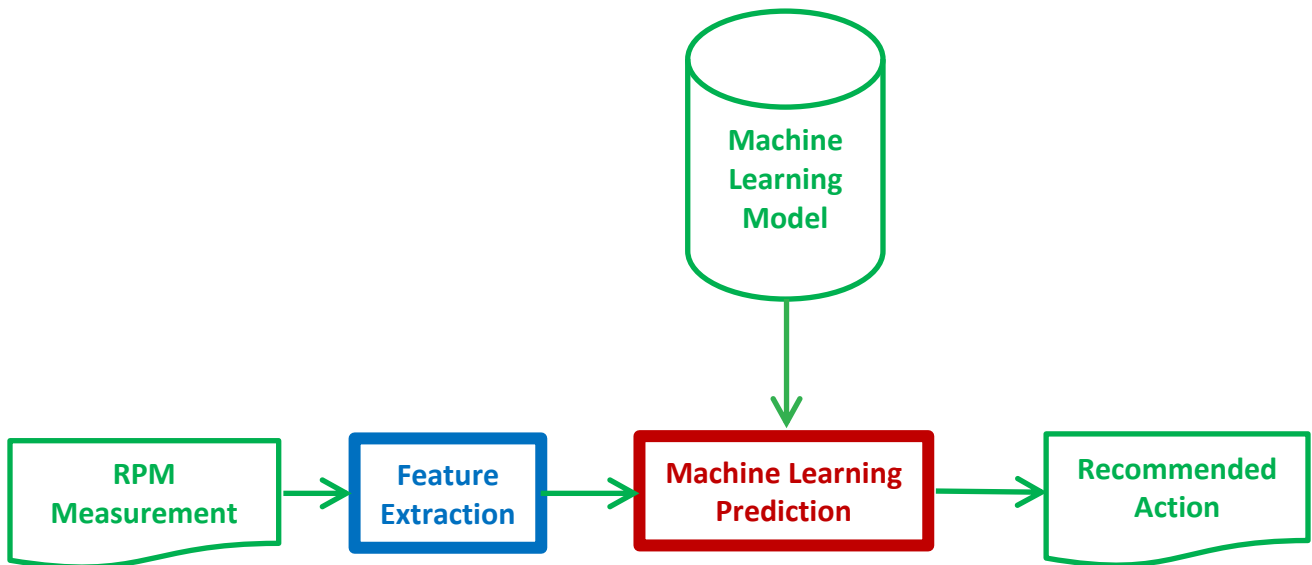 Machine
Learning
Model
RPM
Measurement
Feature
Extraction
Machine Learning
Prediction
Recommended
Action